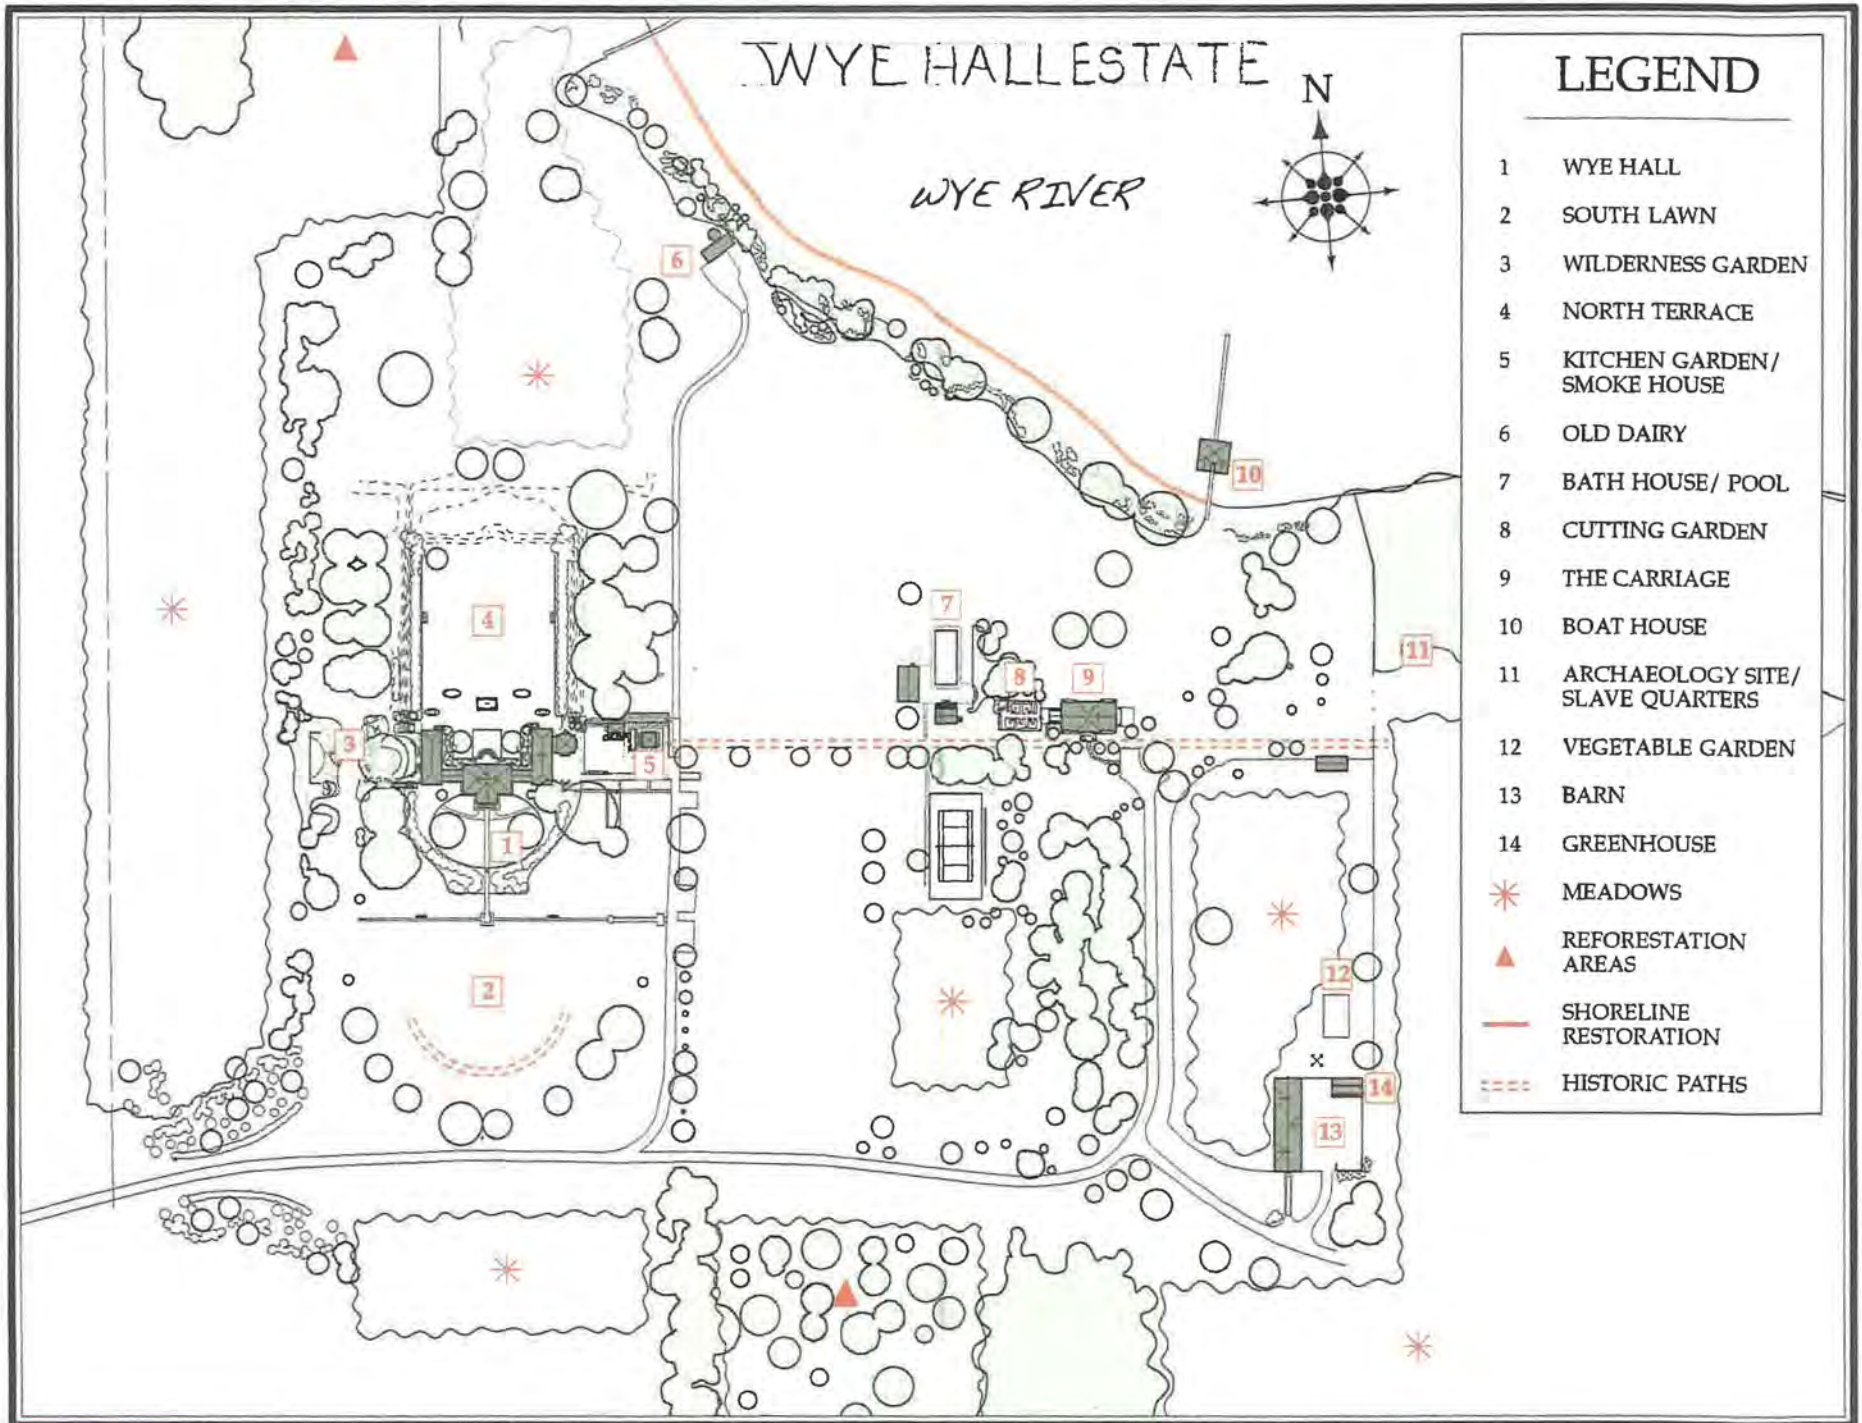 WYE HALL ESTATE
N
WYE RIVER
6
10
7
4
11
8
9
3
5
1
12
2
14
13
LEGEND
1 WYE HALL
2 SOUTH LAWN
3 WILDERNESS GARDEN
4 NORTH TERRACE
5 KITCHEN GARDEN/
SMOKE HOUSE
6 OLD DAIRY
7 BATH HOUSE/ POOL
8 CUTTING GARDEN
9 THE CARRIAGE
10 BOAT HOUSE
11 ARCHAEOLOGY SITE/
SLAVE QUARTERS
12 VEGETABLE GARDEN
13 BARN
14 GREENHOUSE
MEADOWS
REFORESTATION
AREAS
SHORELINE
RESTORATION
HISTORIC PATHS